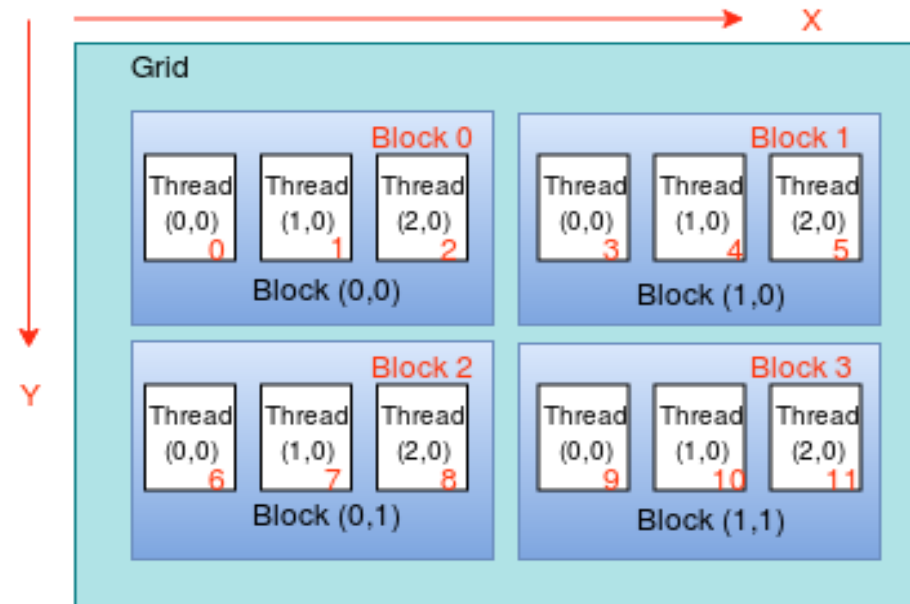 X
Grid
Block 0
Block 1
Thread Thread Thread Thread Thread Thread
(0,0) (1,0) (2,0) (0,0) (1,0) (2,0)
0 1 2 3 4 5
Block (0,0)
Block (1,0)
Y
Block 2
Block 3
Thread Thread Thread Thread Thread Thread
(0,0) (1,0) (2,0) (0,0) (1,0) (2,0)
6 7 8 9 10 11
Block (0,1)
Block (1,1)